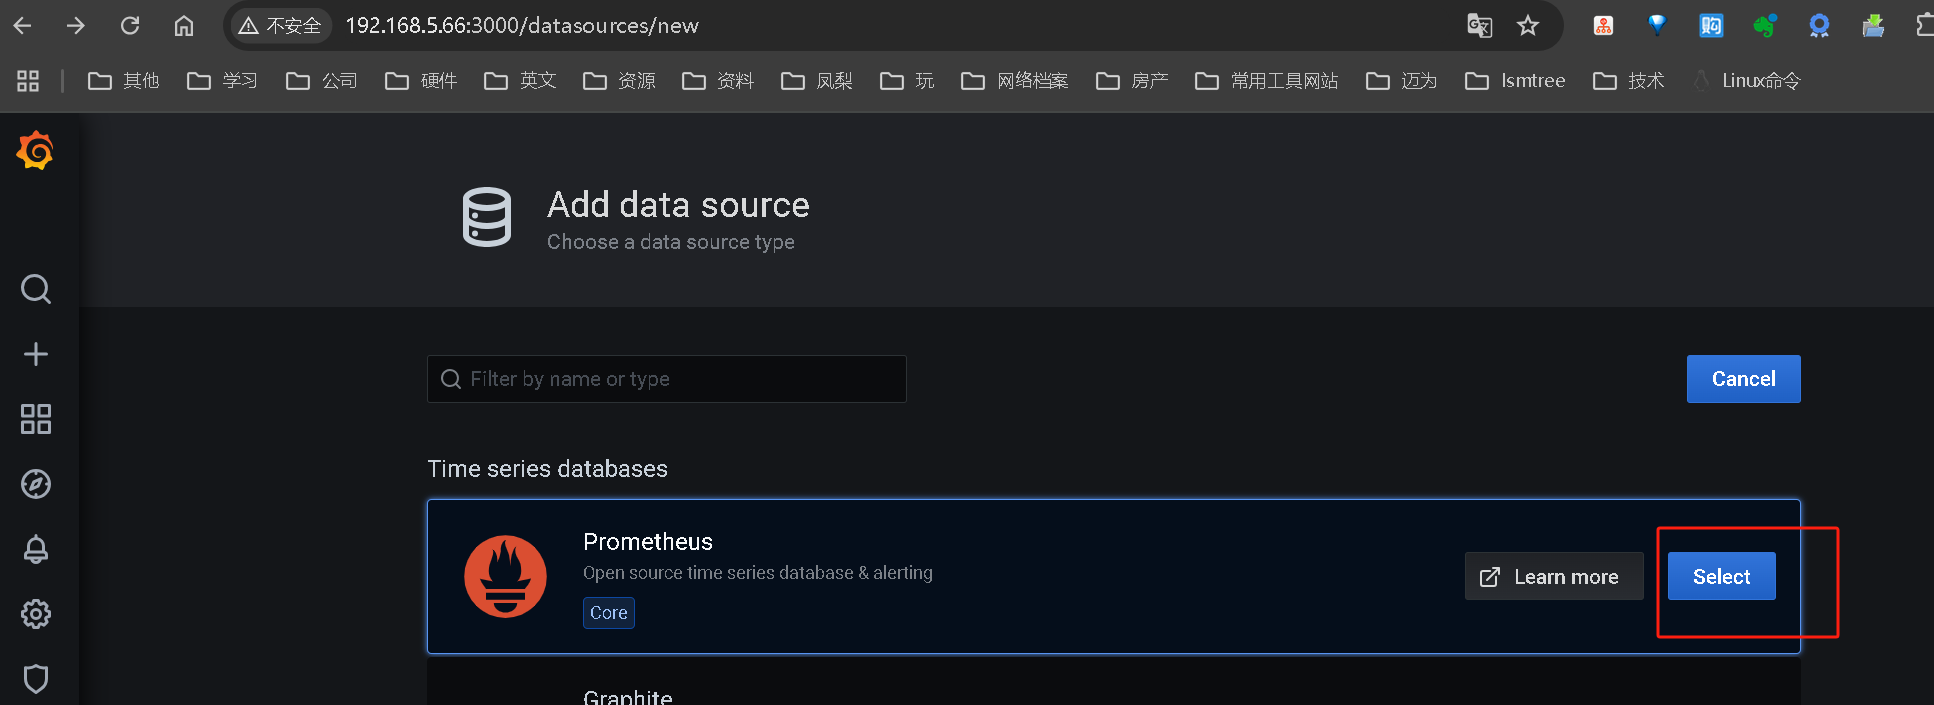 不安全 192.168.5.66:3000/datasources/new
其他 学习 公司 硬件 英文 资源 资料 凤梨 玩 网络档案 房产 常用工具网站 迈为 lsmtree 技术 Linux命令
Add data source
Choose a data source type
Filter by name or type
Cancel
Time series databases
Prometheus
Open source time series database & alerting
Core
Learn more
Select
Graphite